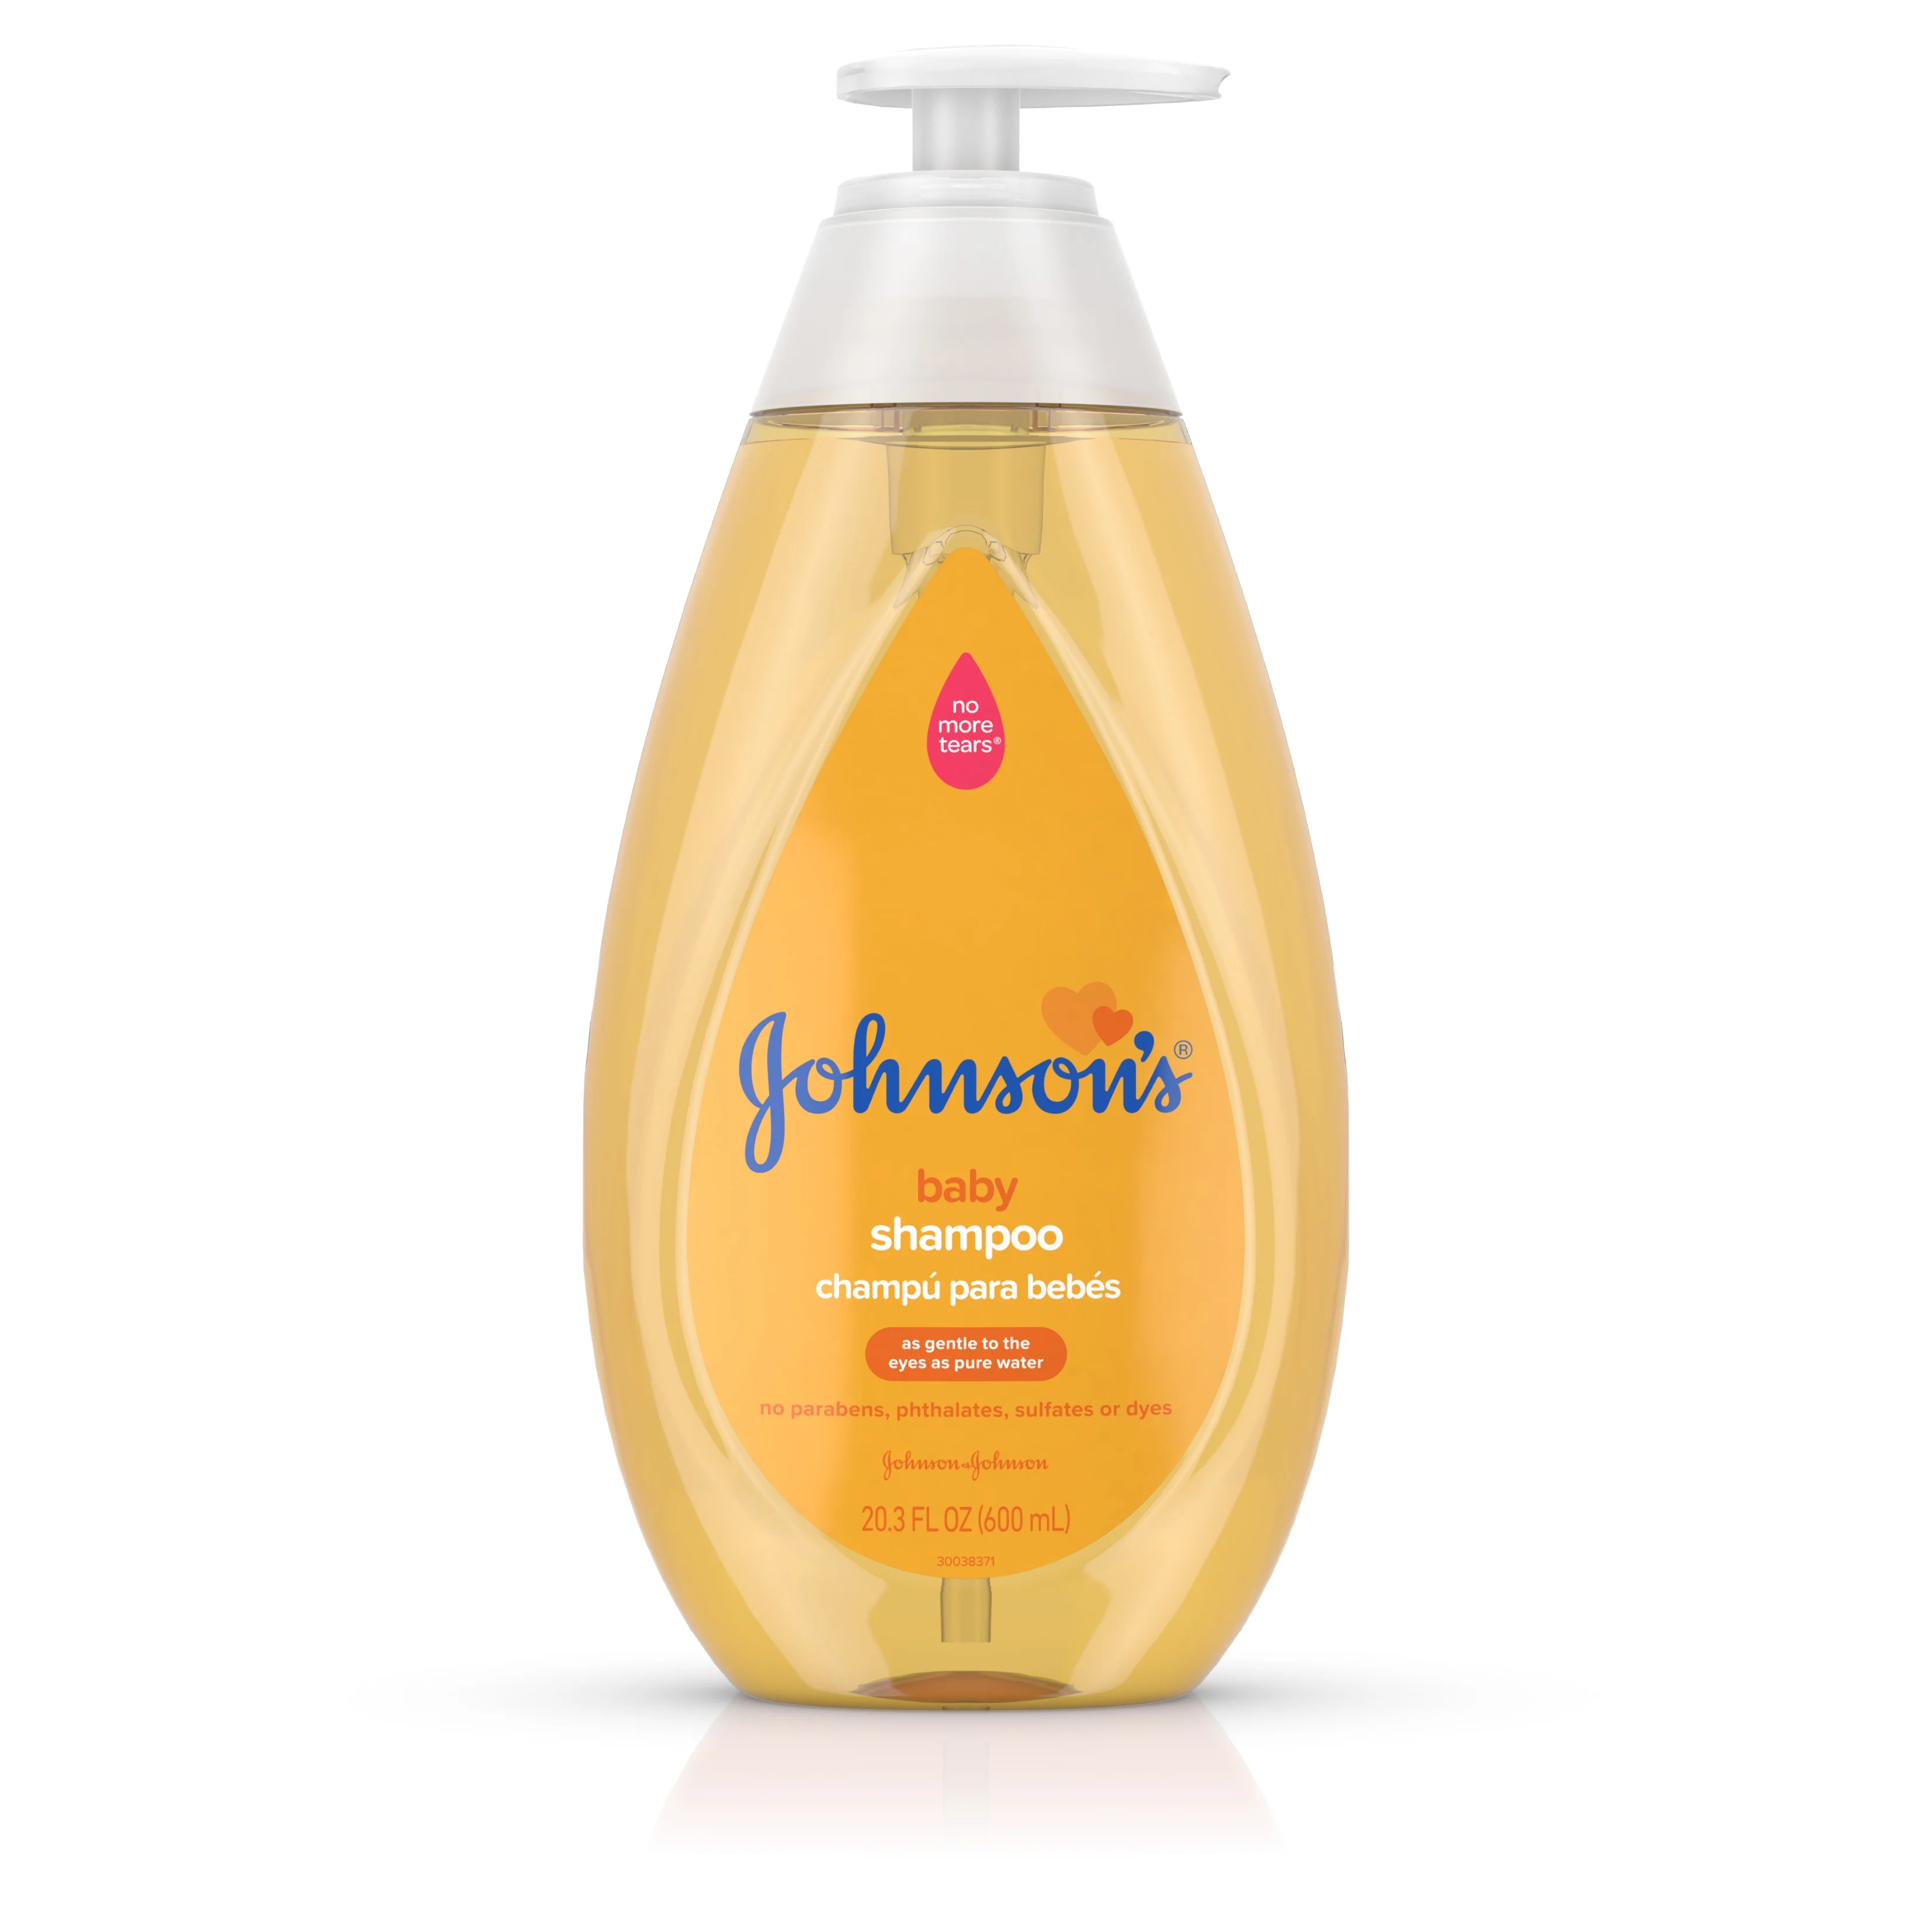 no
more
tears®
Johnson's®
baby
shampoo
champú para bebés
as gentle to the
eyes as pure water
no parabens, phthalates, sulfates or dyes
Johnson & Johnson
20.3 FL OZ (600 mL)
30038371